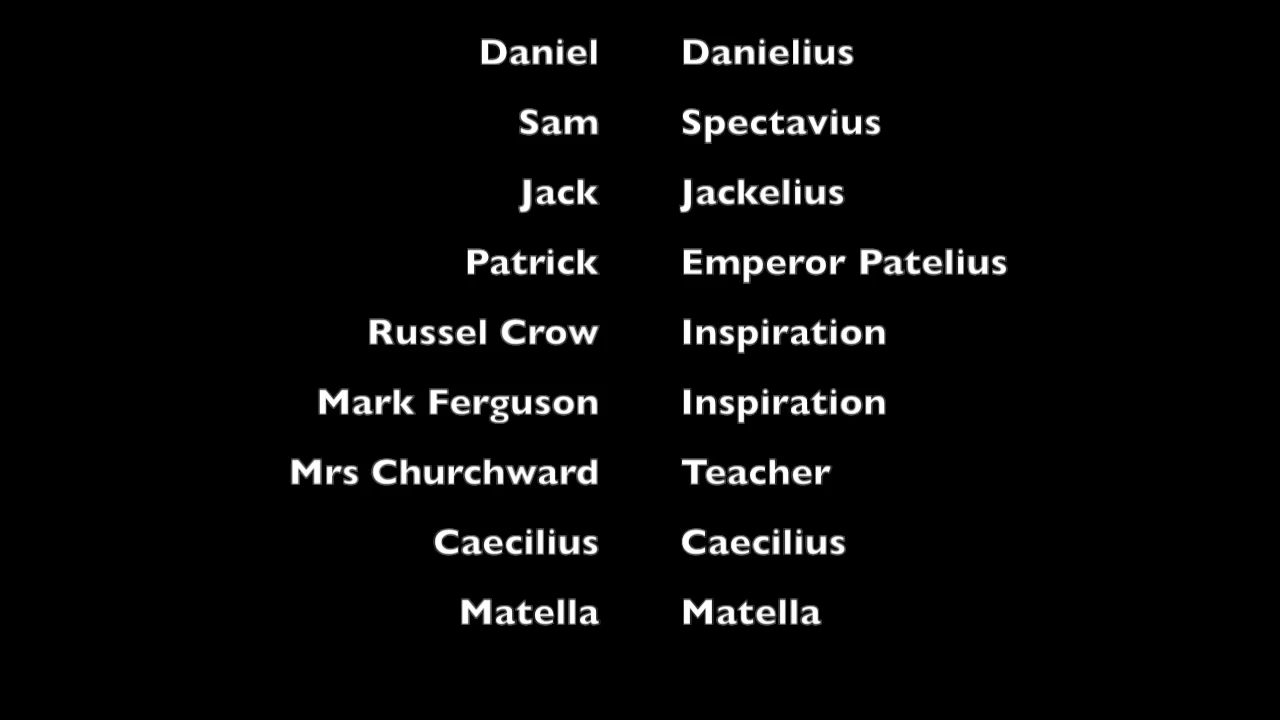 Daniel Danielius
Sam Spectavius
Jack Jackelius
Patrick Emperor Patelius
Russel Crow Inspiration
Mark Ferguson Inspiration
Mrs Churchward Teacher
Caecilius Caecilius
Matella Matella